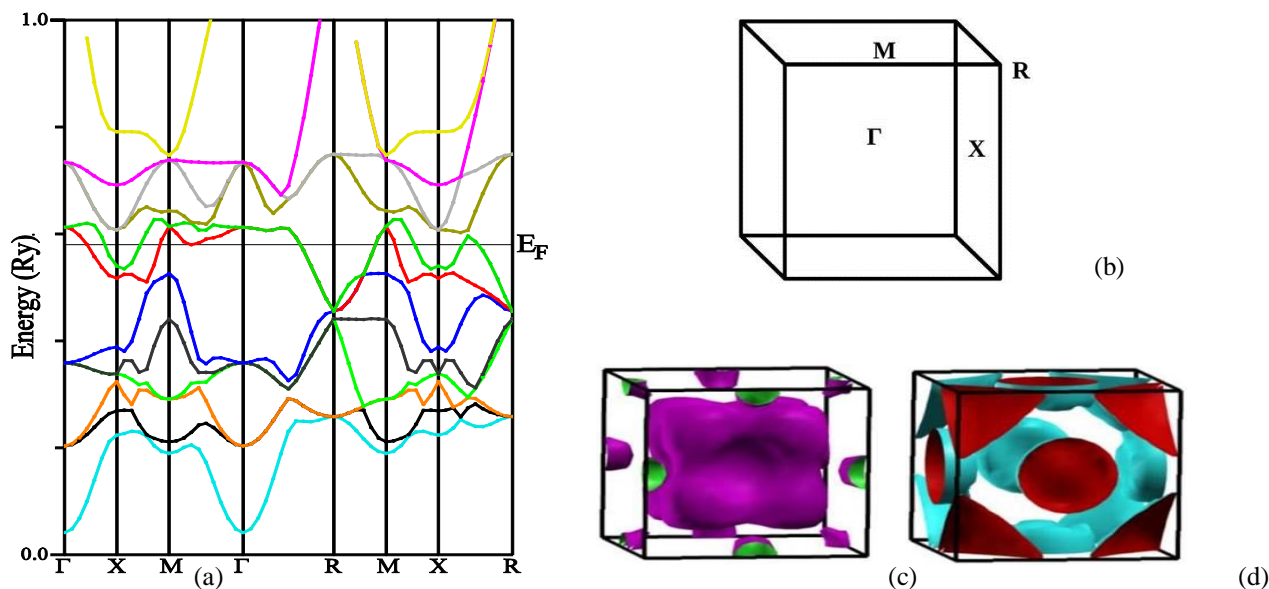 1.0
Energy (Ry)
0.0
E_F
Γ X M Γ R M X R
(a)
M
R
Γ
X
(b)
(c)
(d)